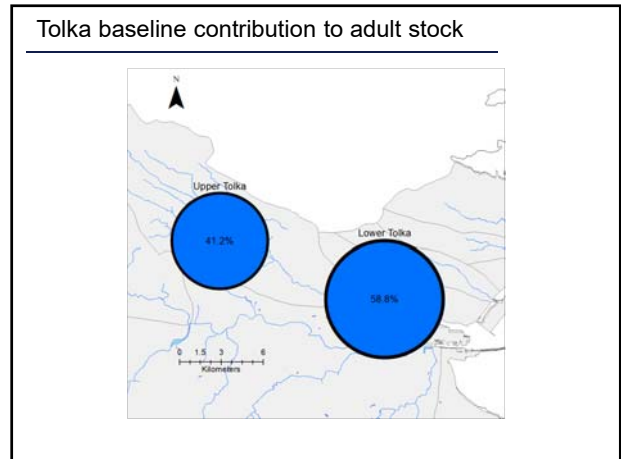 Tolka baseline contribution to adult stock
N
Upper Tolka
41.2%
Lower Tolka
58.8%
0 1.5 3 6
Kilometers